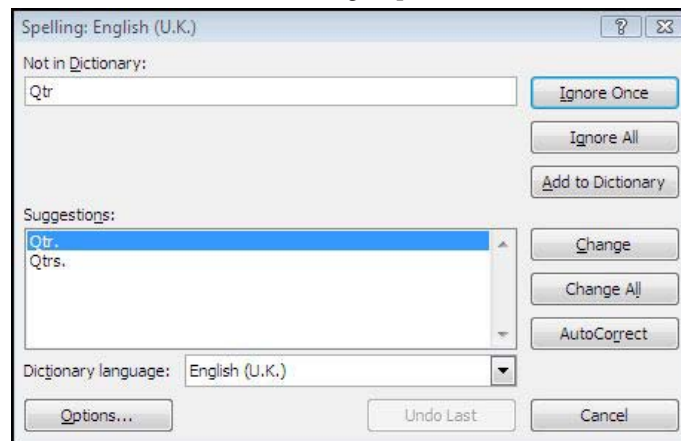 Spelling: English (U.K.)
Not in Dictionary:
Qtr
Ignore Once
Ignore All
Add to Dictionary
Suggestions:
Qtr.
Qtrs.
Change
Change All
AutoCorrect
Dictionary language: English (U.K.)
Options... Undo Last Cancel